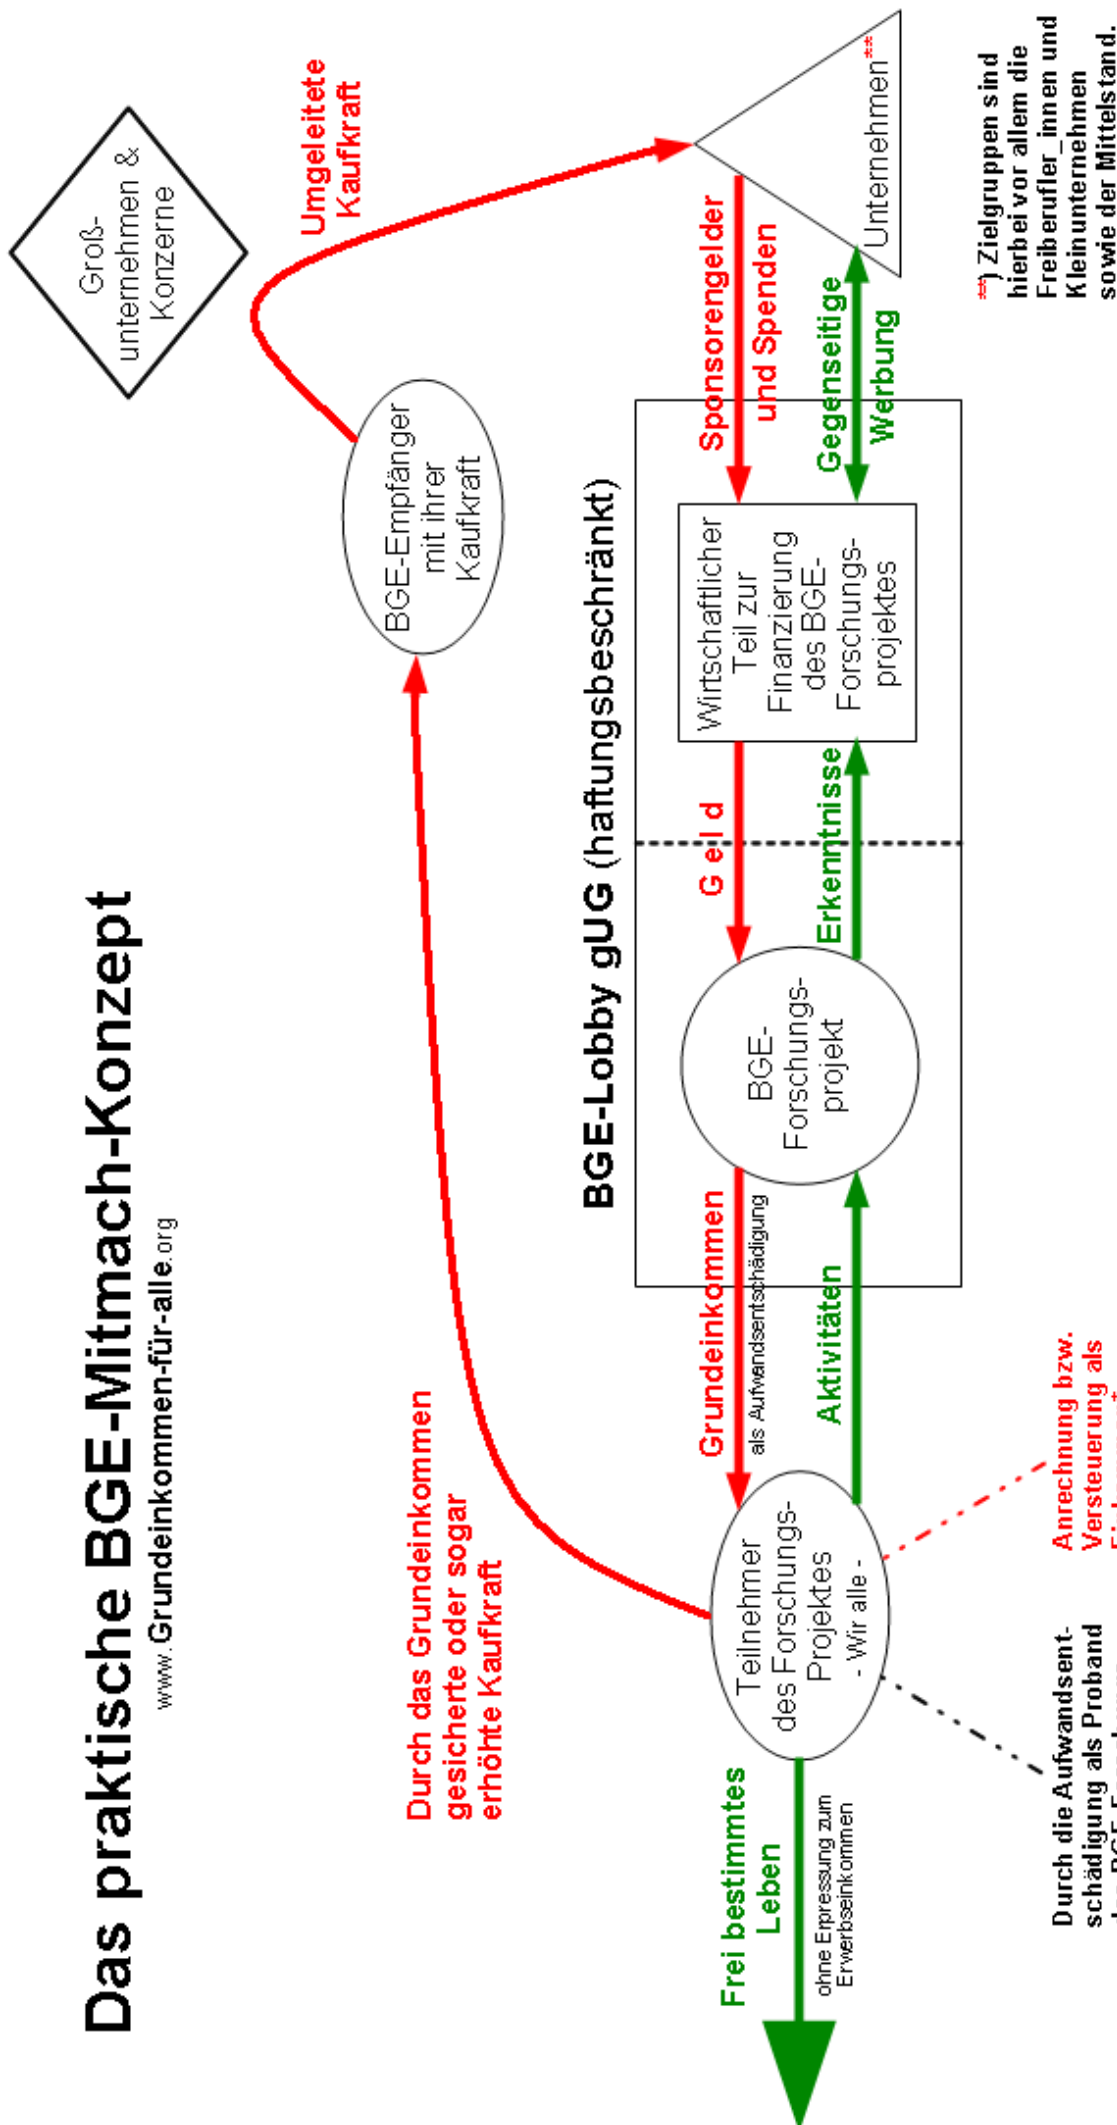 Das praktische BGE-Mitmach-Konzept
www.Grundeinkommen-für-alle.org
Groß-
unternehmen &
Konzerne
Umgeleitete
Kaufkraft
BGE-Empfänger
mit ihrer
Kaufkraft
Durch das Grundeinkommen
gesicherte oder sogar
erhöhte Kaufkraft
BGE-Lobby gUG (haftungsbeschränkt)
Frei bestimmtes
Leben
ohne Erpressung zum
Erwerbseinkommen
Teilnehmer
des Forschungs-
Projektes
- Wir alle -
Grundeinkommen
als Aufwandsentschädigung
Aktivitäten
BGE-
Forschungs-
projekt
G e l d
Erkenntnisse
Wirtschaftlicher
Teil zur
Finanzierung
des BGE-
Forschungs-
projektes
Sponsorengelder
und Spenden
Gegenseitige
Werbung
Unternehmen**
Durch die Aufwandsent-
schädigung als Proband
Anrechnung bzw.
Versteuerung als
**) Zielgruppen sind
hierbei vor allem die
Freiberufler_innen und
Kleinunternehmen
sowie der Mittelstand.